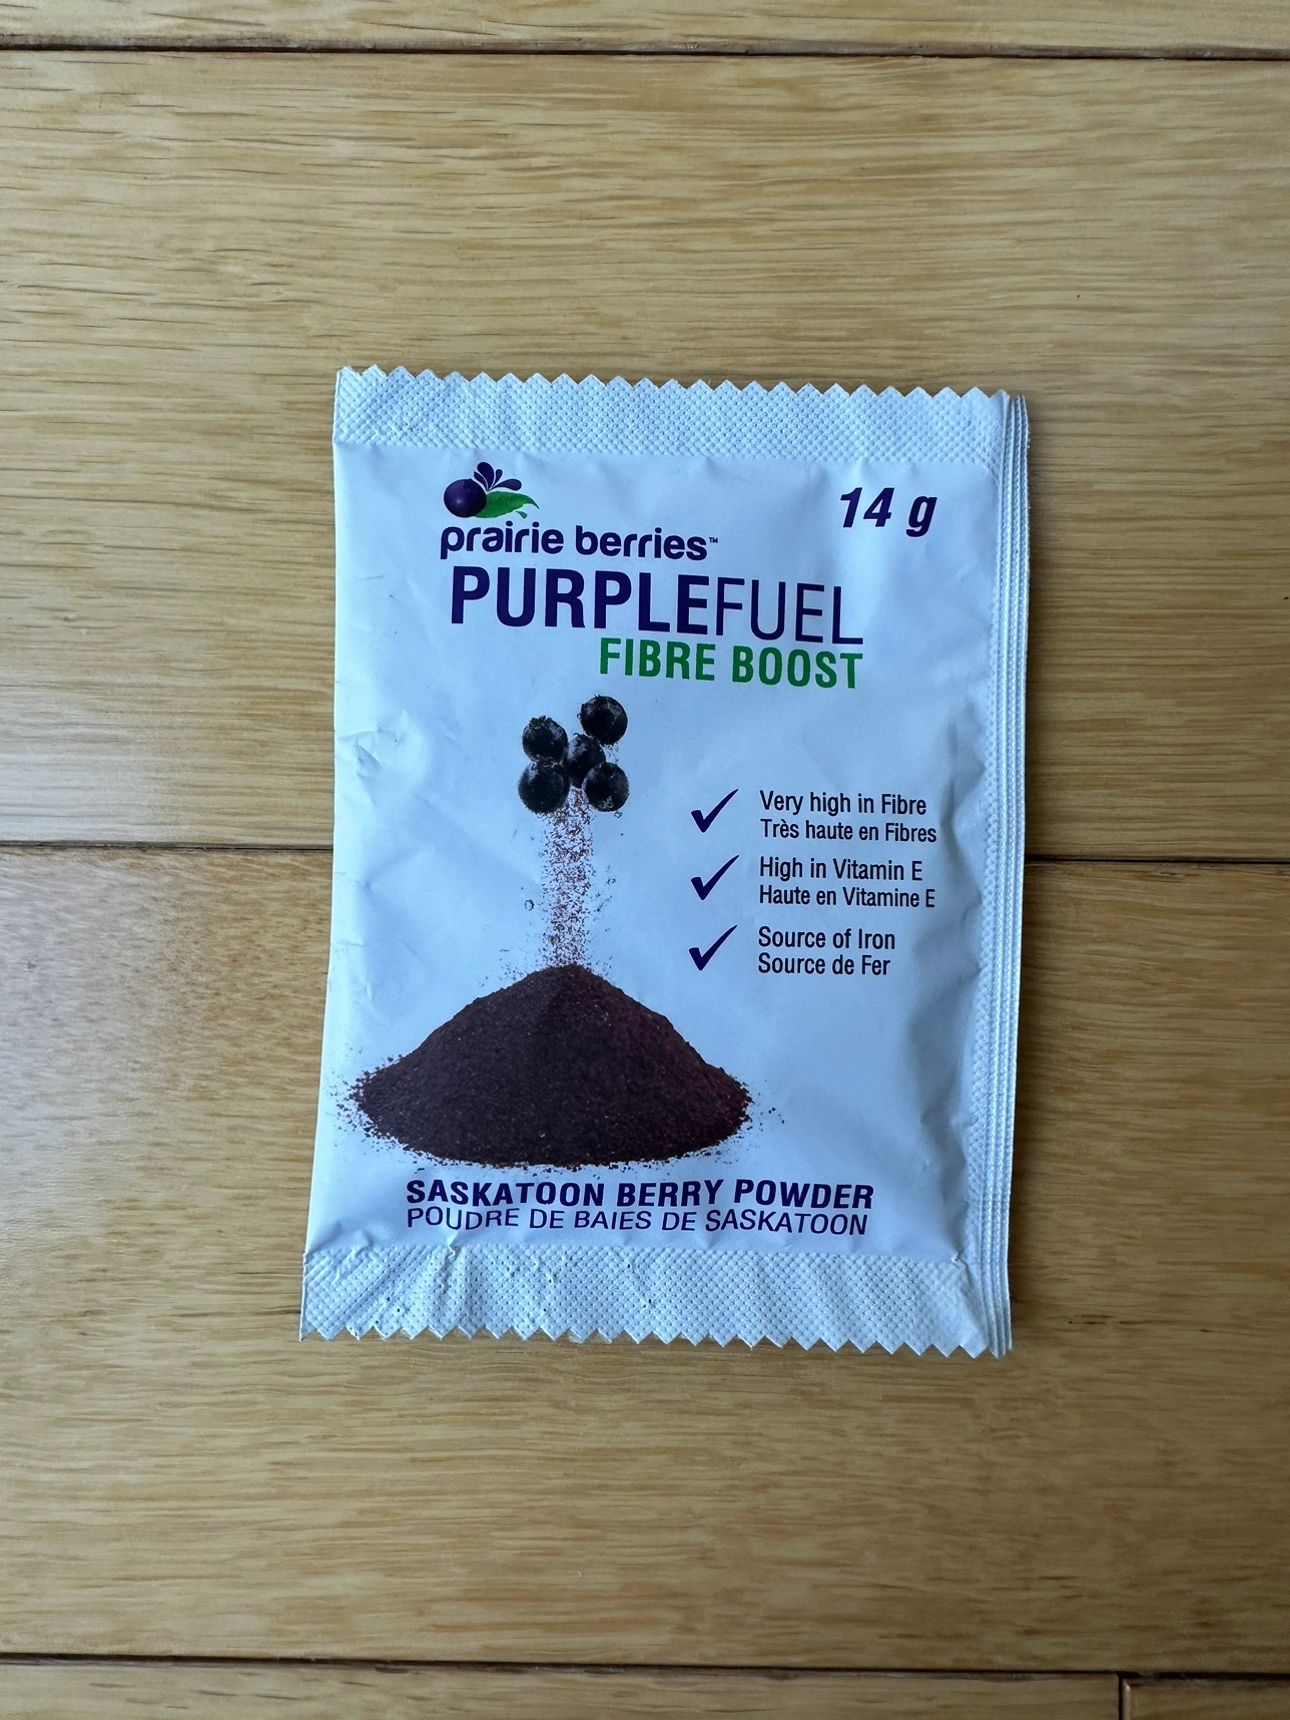 14 g
prairie berries™
PURPLEFUEL
FIBRE BOOST
Very high in Fibre
Très haute en Fibres
High in Vitamin E
Haute en Vitamine E
Source of Iron
Source de Fer
SASKATOON BERRY POWDER
POUDRE DE BAIES DE SASKATOON